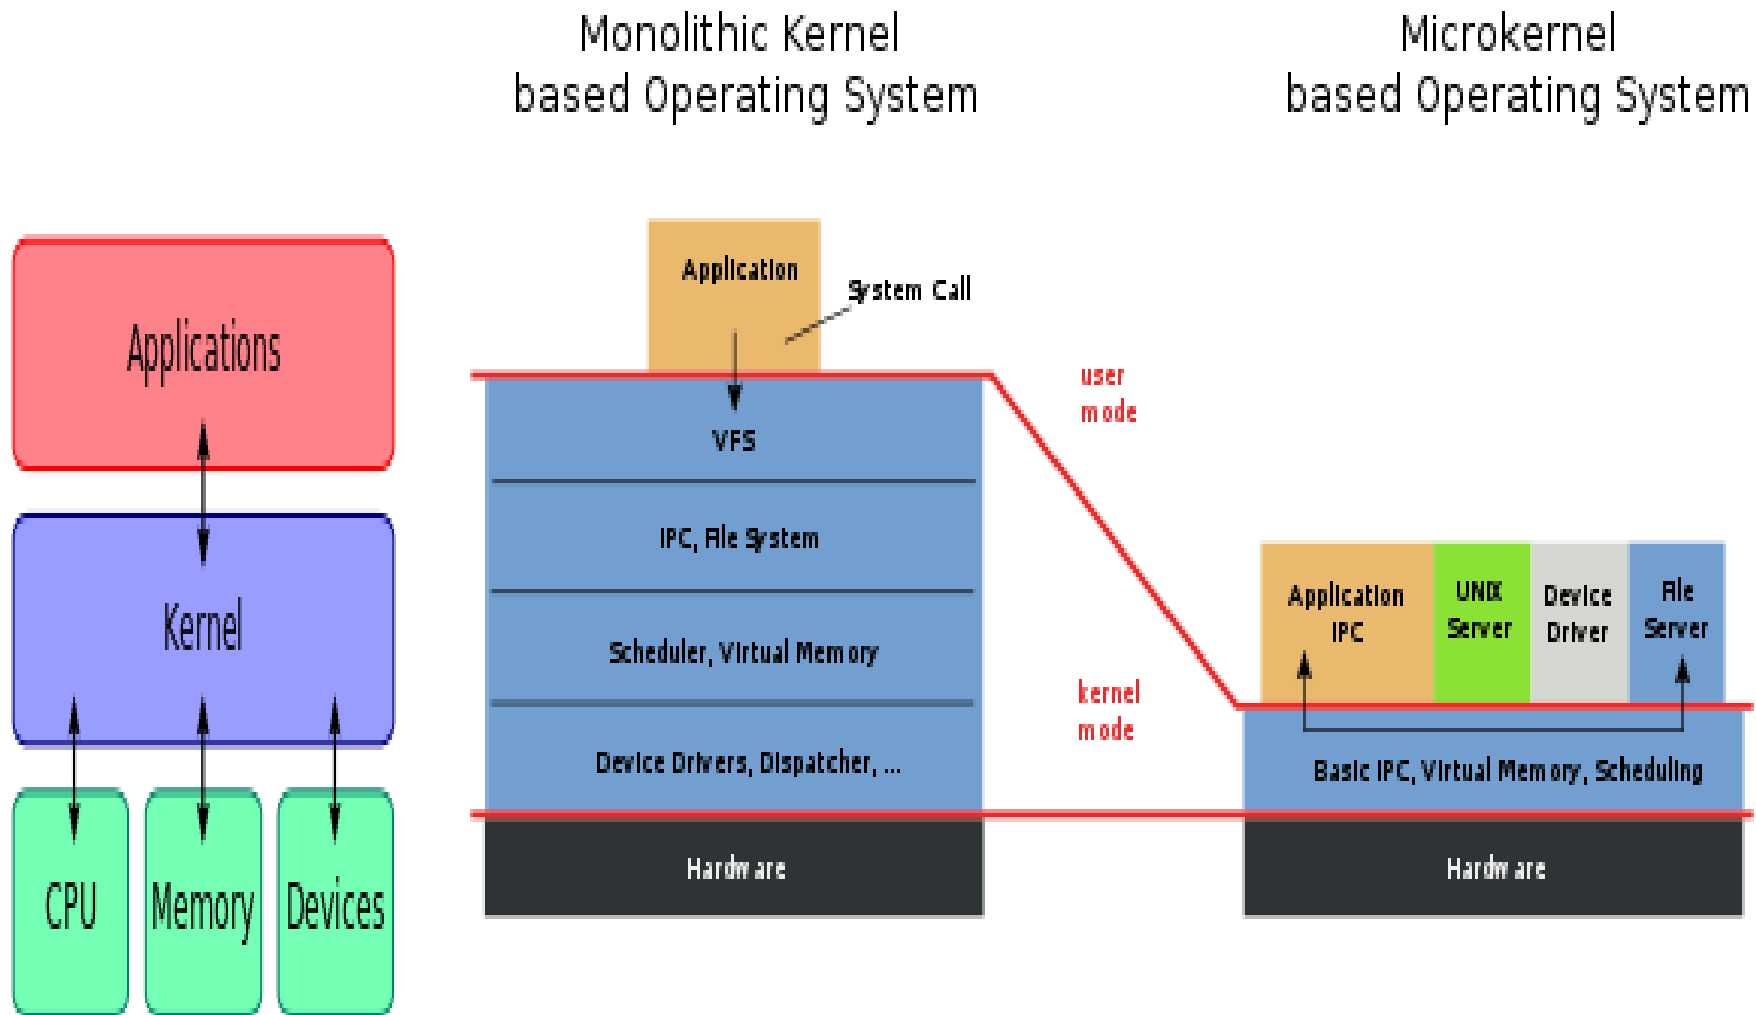 Monolithic Kernel
based Operating System
Microkernel
based Operating System
Applications
Kernel
CPU
Memory
Devices
Application
System Call
VFS
IPC, File System
Scheduler, Virtual Memory
Device Drivers, Dispatcher, ...
Hardware
user
mode
kernel
mode
Application
IPC
UNIX
Server
Device
Driver
File
Server
Basic IPC, Virtual Memory, Scheduling
Hardware